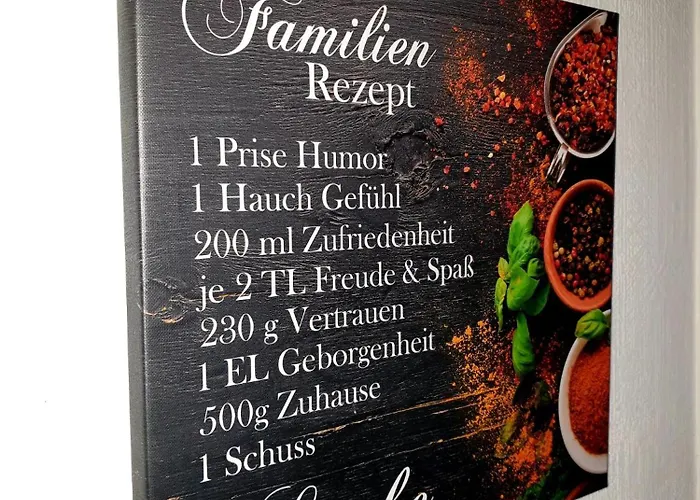 Familien
Rezept
1 Prise Humor
1 Hauch Gefühl
200 ml Zufriedenheit
je 2 TL Freude & Spaß
230 g Vertrauen
1 EL Geborgenheit
500g Zuhause
1 Schuss